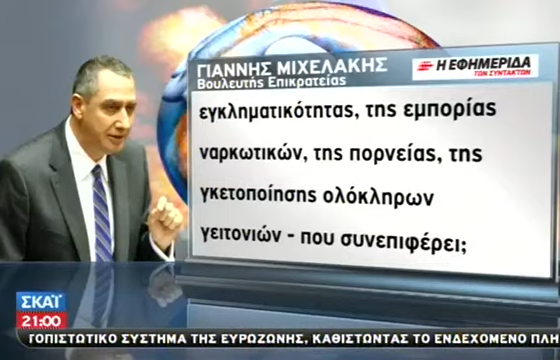 ΓΙΑΝΝΗΣ ΜΙΧΕΛΑΚΗΣ
Βουλευτής Επικρατείας
Η ΕΦΗΜΕΡΙΔΑ
ΤΩΝ ΣΥΝΤΑΚΤΩΝ
εγκληματικότητας, της εμπορίας
ναρκωτικών, της πορνείας, της
γκετοποίησης ολόκληρων
γειτονιών - που συνεπιφέρει;
ΣΚΑΪ
21:00
ΓΟΠΙΣΤΩΤΙΚΟ ΣΥΣΤΗΜΑ ΤΗΣ ΕΥΡΩΖΩΝΗΣ, ΚΑΘΙΣΤΩΝΤΑΣ ΤΟ ΕΝΔΕΧΟΜΕΝΟ ΠΛΗ